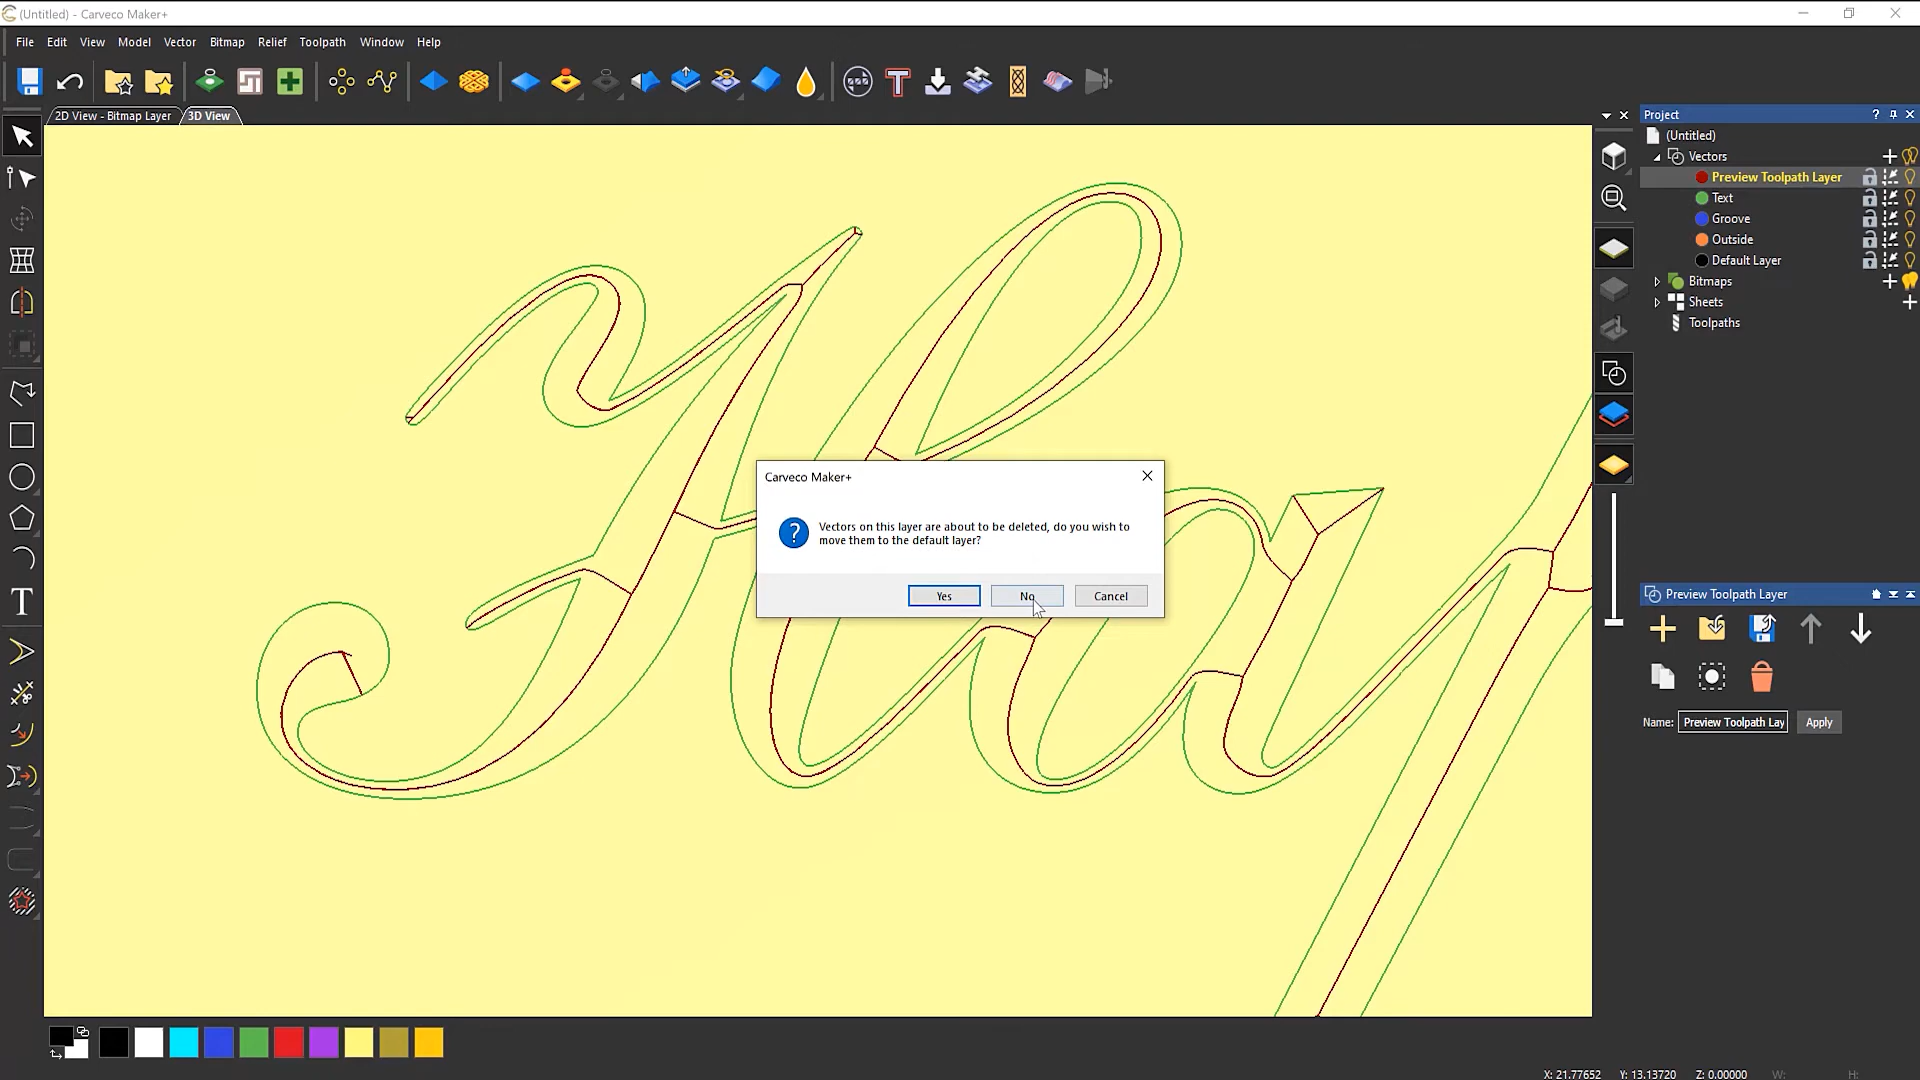 (Untitled) - Carveco Maker+
File Edit View Model Vector Bitmap Relief Toolpath Window Help
2D View - Bitmap Layer 3D View
Project
(Untitled)
Vectors
Preview Toolpath Layer
Text
Groove
Outside
Default Layer
Bitmaps
Sheets
Toolpaths
Carveco Maker+
Vectors on this layer are about to be deleted, do you wish to
move them to the default layer?
Yes No Cancel
Preview Toolpath Layer
Name: Preview Toolpath Lay Apply
X: 21.77652 Y: 13.13720 Z: 0.00000 W: H: